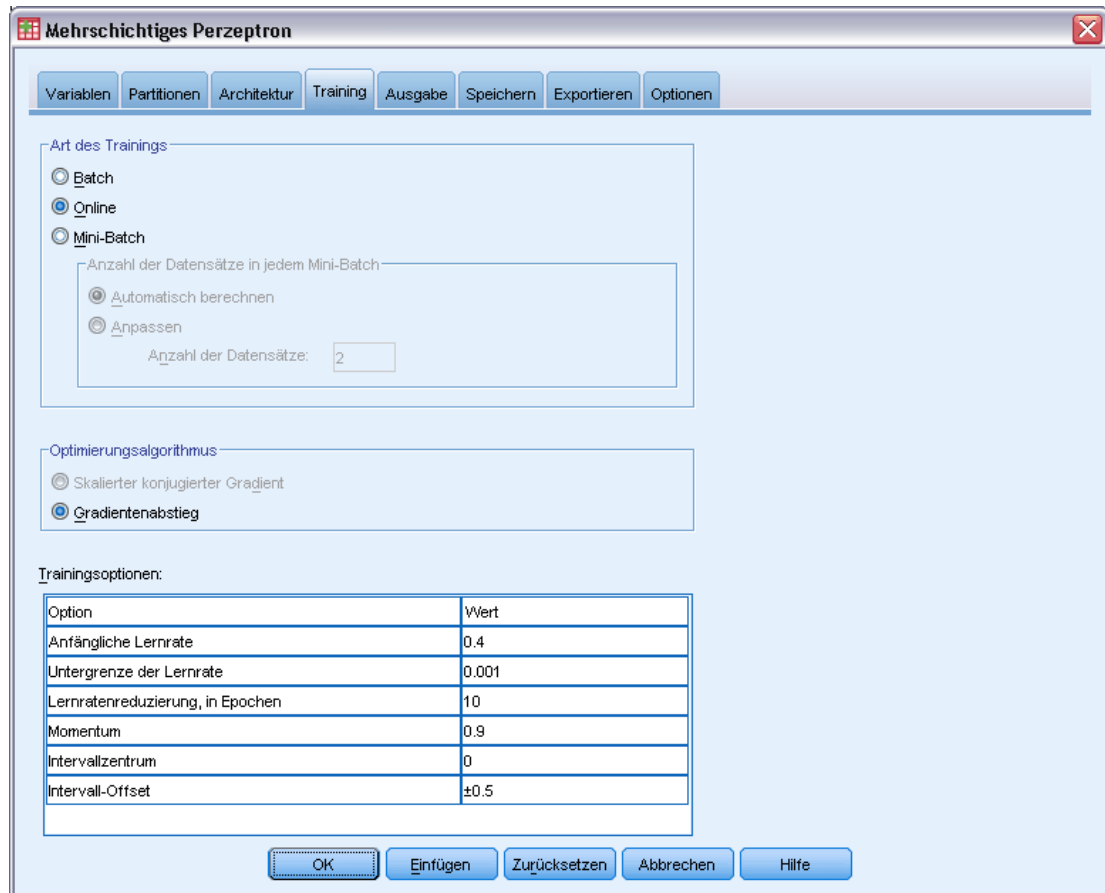 Mehrschichtiges Perzeptron
Variablen Partitionen Architektur Training Ausgabe Speichern Exportieren Optionen
Art des Trainings
Batch
Online
Mini-Batch
Anzahl der Datensätze in jedem Mini-Batch
Automatisch berechnen
Anpassen
Anzahl der Datensätze: 2
Optimierungsalgorithmus
Skalierter konjugierter Gradient
Gradientenabstieg
Trainingsoptionen:
Option Wert
Anfängliche Lernrate 0.4
Untergrenze der Lernrate 0.001
Lernratenreduzierung, in Epochen 10
Momentum 0.9
Intervallzentrum 0
Intervall-Offset ±0.5
OK Einfügen Zurücksetzen Abbrechen Hilfe